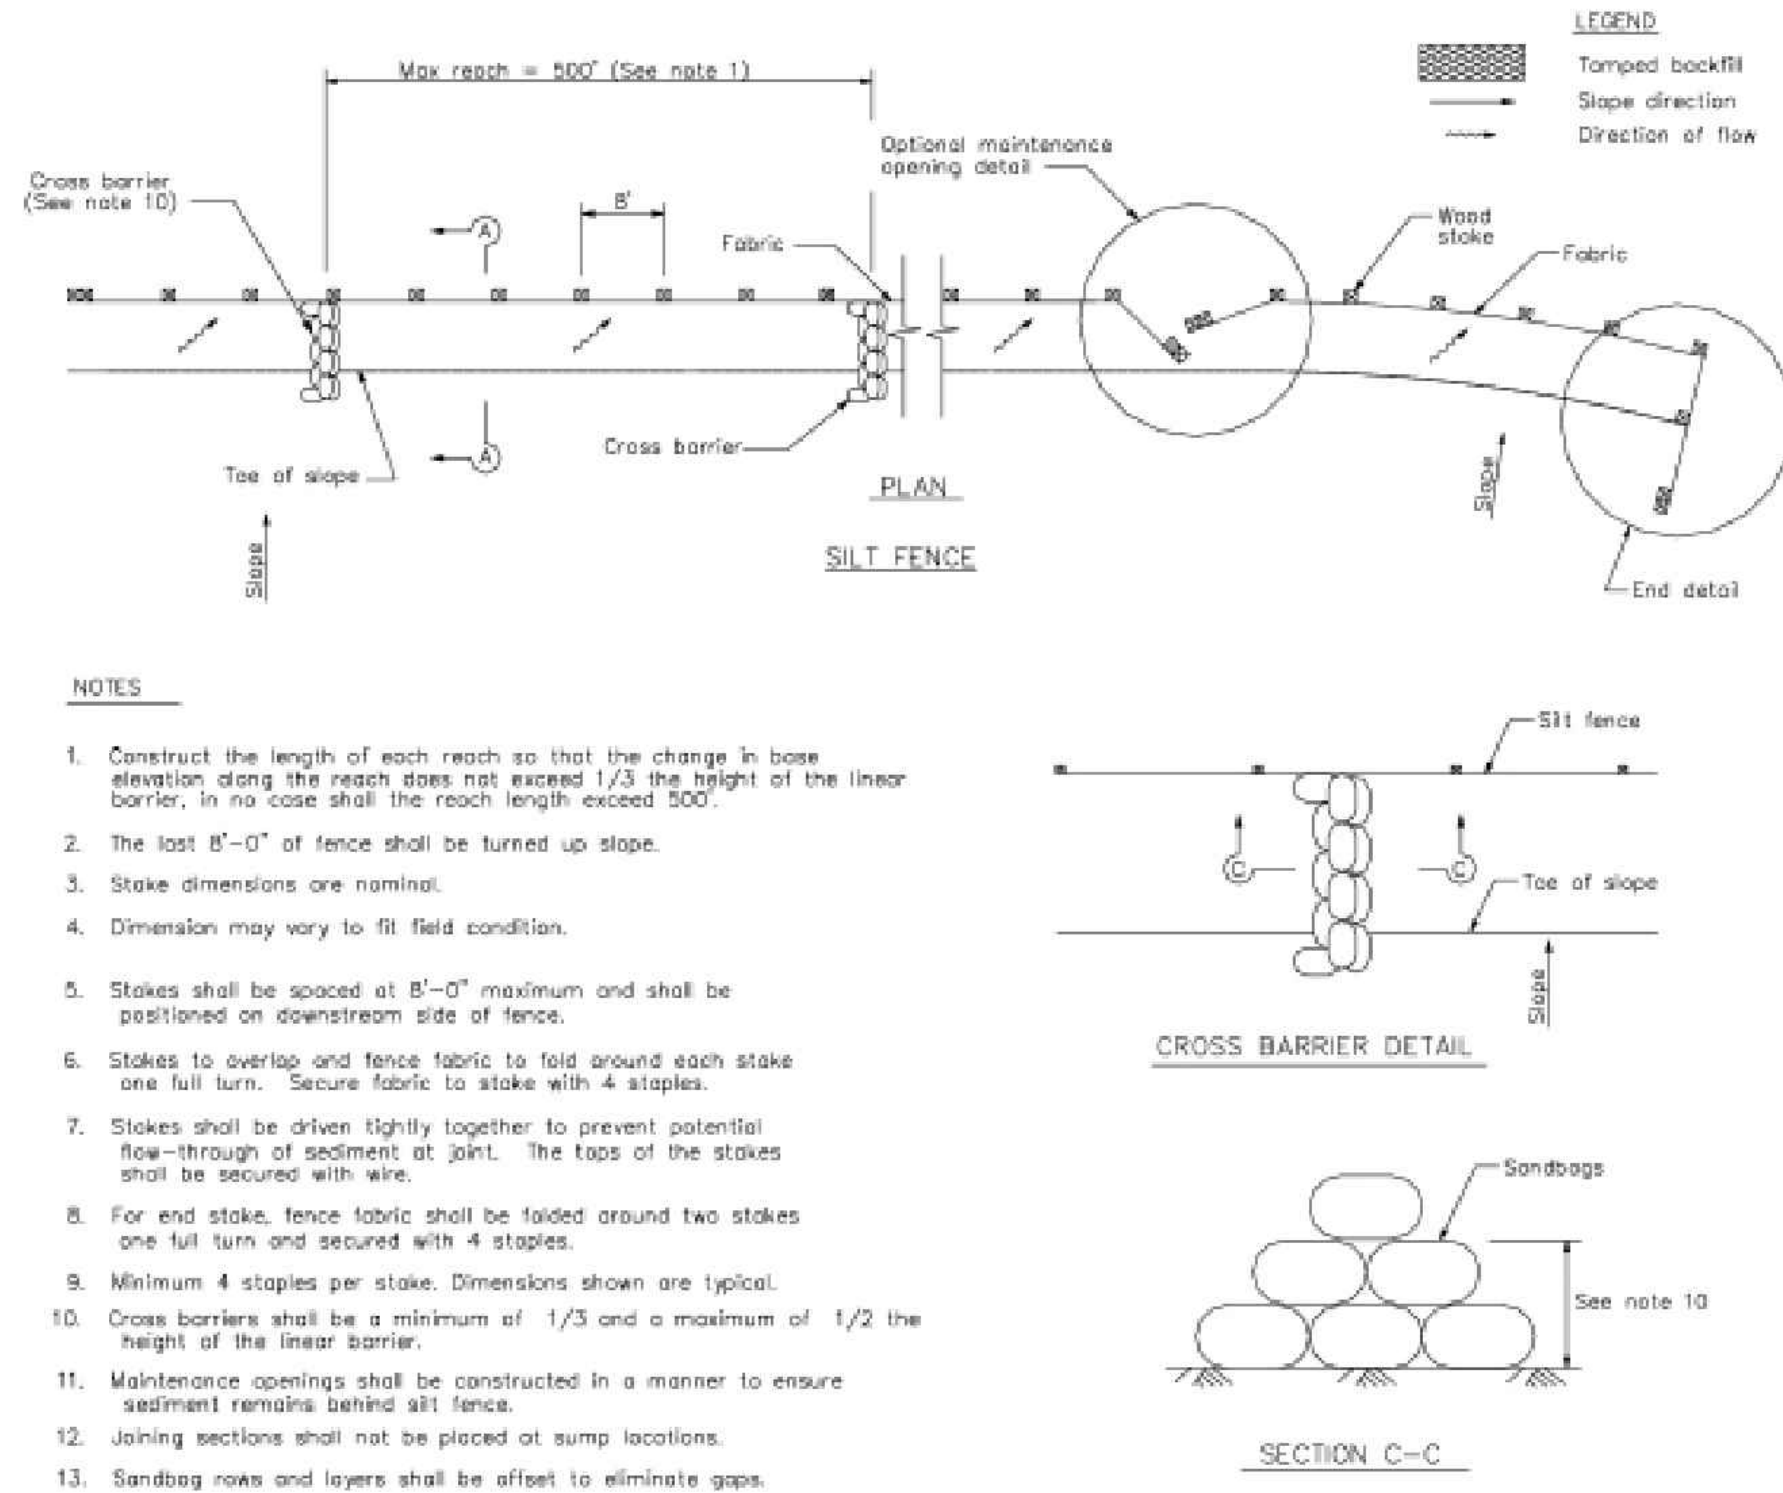 LEGEND
Tamped backfill
Slope direction
Direction of flow
Max reach = 500' (See note 1)
Optional maintenance
opening detail
Cross barrier
(See note 10)
8'
A
Fabric
Wood
stake
Fabric
Cross barrier
A
Toe of slope
PLAN
Slope
Slope
SILT FENCE
End detail
NOTES
1. Construct the length of each reach so that the change in base
elevation along the reach does not exceed 1/3 the height of the linear
barrier, in no case shall the reach length exceed 500'.
2. The last 8'-0" of fence shall be turned up slope.
3. Stake dimensions are nominal.
4. Dimension may vary to fit field condition.
5. Stakes shall be spaced at 8'-0" maximum and shall be
positioned on downstream side of fence.
6. Stakes to overlap and fence fabric to fold around each stake
one full turn. Secure fabric to stake with 4 staples.
7. Stakes shall be driven tightly together to prevent potential
flow-through of sediment at joint. The tops of the stakes
shall be secured with wire.
8. For end stake, fence fabric shall be folded around two stakes
one full turn and secured with 4 staples.
9. Minimum 4 staples per stake. Dimensions shown are typical.
10. Cross barriers shall be a minimum of 1/3 and a maximum of 1/2 the
height of the linear barrier.
11. Maintenance openings shall be constructed in a manner to ensure
sediment remains behind silt fence.
12. Joining sections shall not be placed at sump locations.
13. Sandbag rows and layers shall be offset to eliminate gaps.
Silt fence
C
C
Toe of slope
Slope
CROSS BARRIER DETAIL
Sandbags
See note 10
SECTION C-C